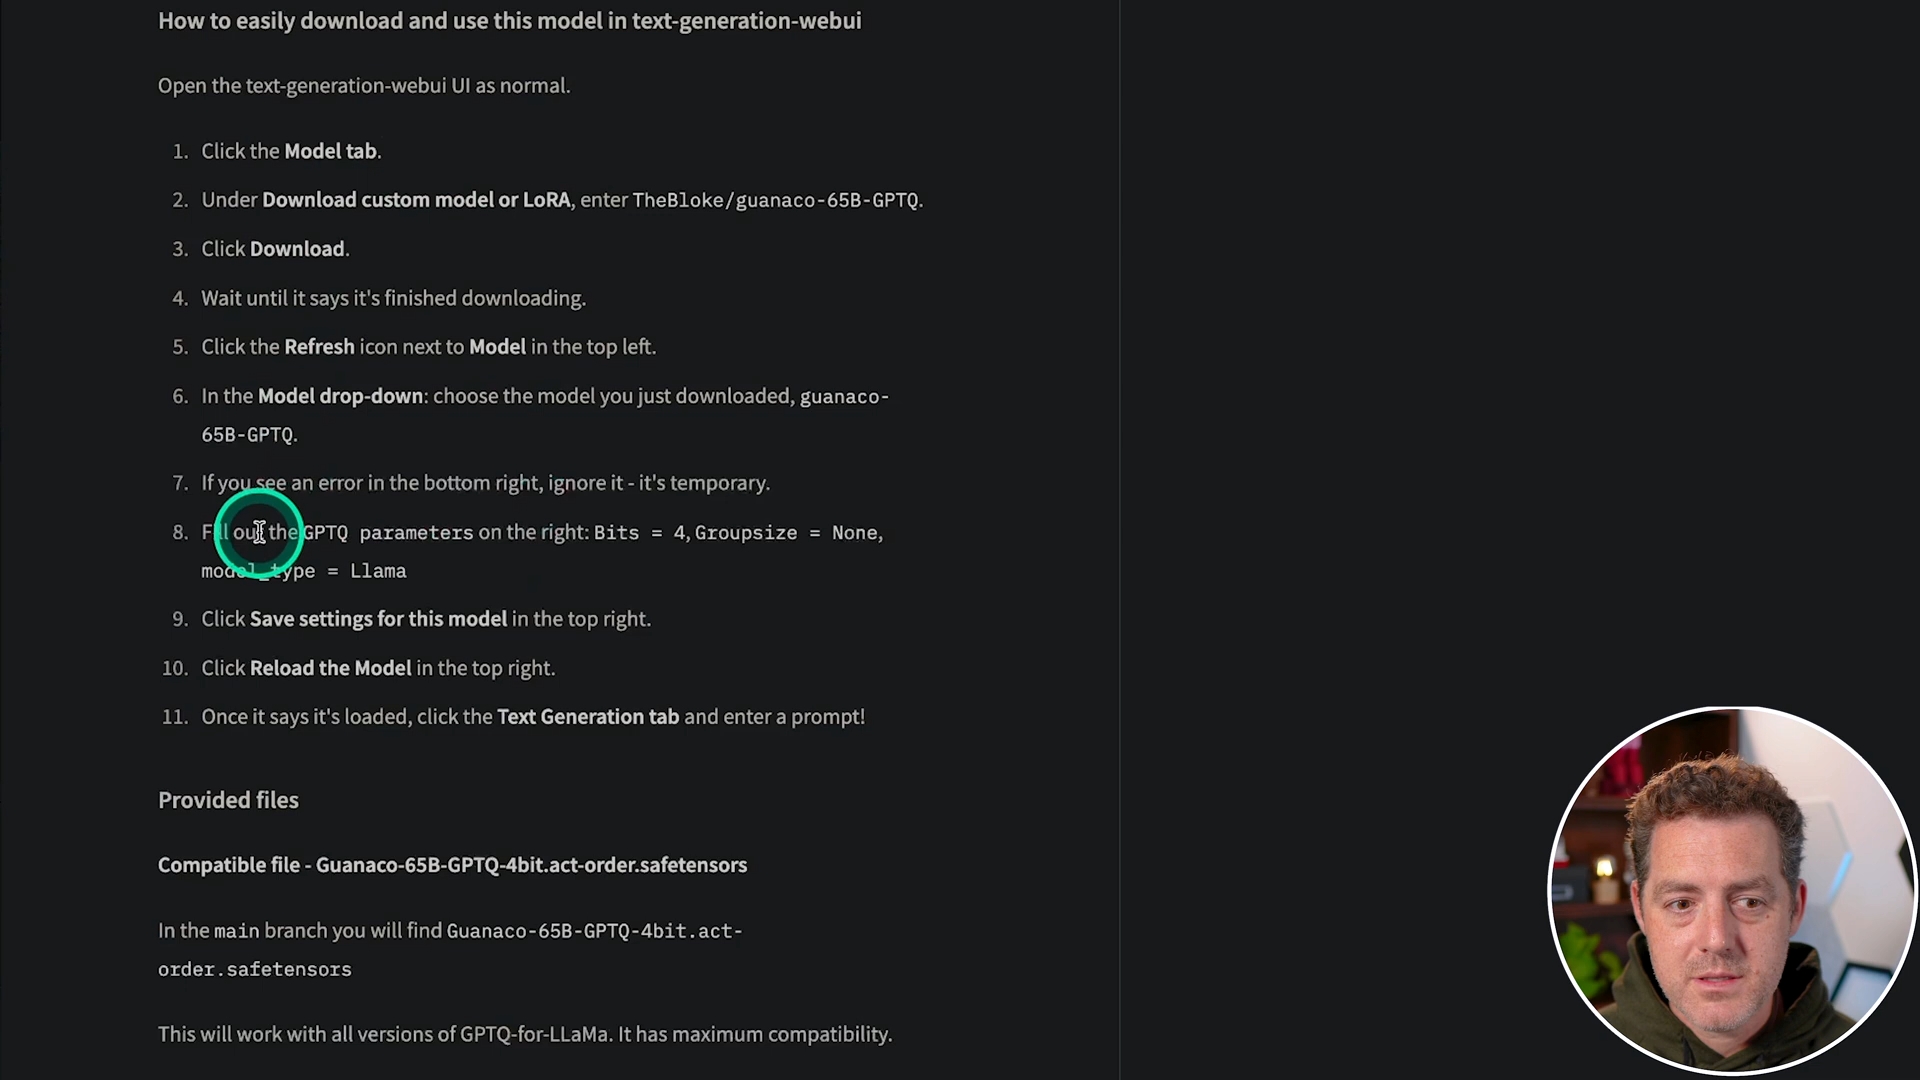 How to easily download and use this model in text-generation-webui
Open the text-generation-webui UI as normal.
1. Click the Model tab.
2. Under Download custom model or LoRA, enter TheBloke/guanaco-65B-GPTQ.
3. Click Download.
4. Wait until it says it's finished downloading.
5. Click the Refresh icon next to Model in the top left.
6. In the Model drop-down: choose the model you just downloaded, guanaco-
65B-GPTQ.
7. If you see an error in the bottom right, ignore it - it's temporary.
8. Fill out the GPTQ parameters on the right: Bits = 4, Groupsize = None,
model_type = Llama
9. Click Save settings for this model in the top right.
10. Click Reload the Model in the top right.
11. Once it says it's loaded, click the Text Generation tab and enter a prompt!
Provided files
Compatible file - Guanaco-65B-GPTQ-4bit.act-order.safetensors
In the main branch you will find Guanaco-65B-GPTQ-4bit.act-
order.safetensors
This will work with all versions of GPTQ-for-LLaMa. It has maximum compatibility.